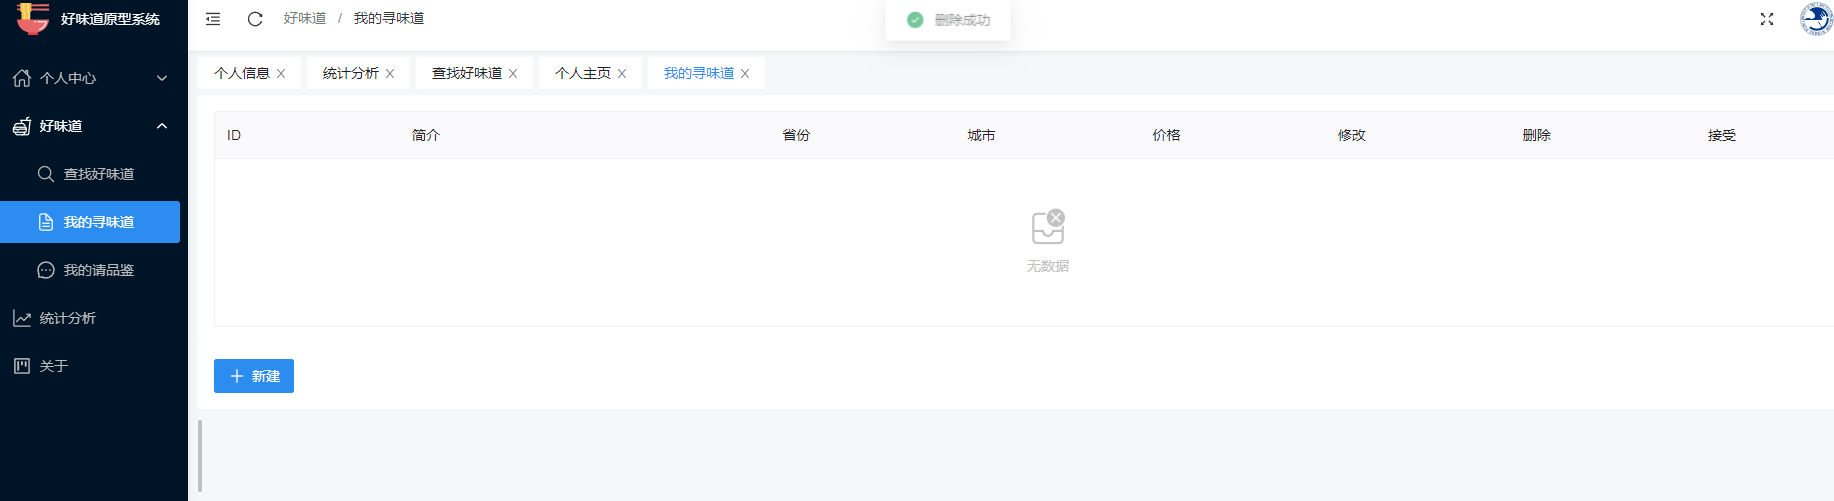 好味道原型系统
好味道 / 我的寻味道
删除成功
个人信息 统计分析 查找好味道 个人主页 我的寻味道
个人中心
好味道
查找好味道
我的寻味道
我的请品鉴
统计分析
关于
ID 简介 省份 城市 价格 修改 删除 接受
无数据
新建